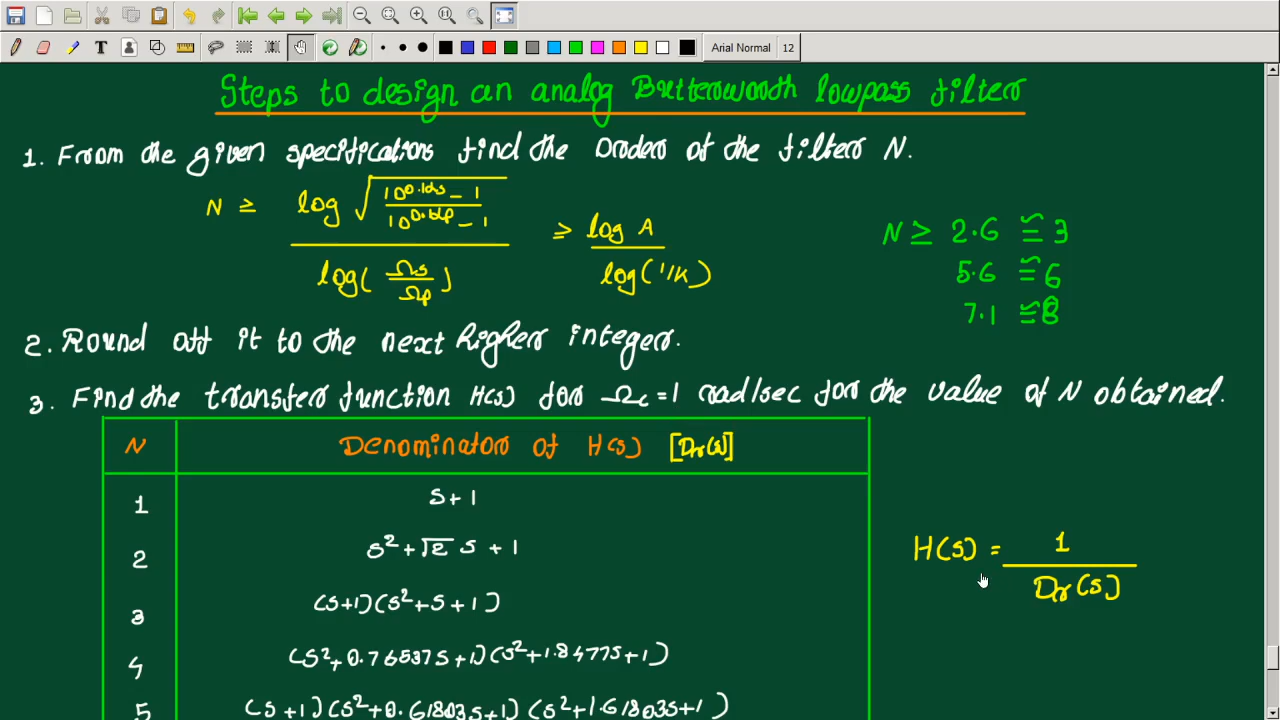 Arial Normal 12
Steps to design an analog Butterworth lowpass filter
1. From the given specifications find the Order of the filter N.
N ≥ log √((10^0.1αs − 1)/(10^0.1αp − 1)) / log(Ωs/Ωp) ≥ log A / log(1/K)
N ≥ 2.6 ≅ 3
5.6 ≅ 6
7.1 ≅ 8
2. Round off it to the next higher integer.
3. Find the transfer function H(s) for Ωc = 1 rad/sec for the value of N obtained.
N Denominator of H(s) [Dr(s)]
1 s+1
2 s²+√2 s + 1
3 (s+1)(s²+s+1)
4 (s²+0.76537s+1)(s²+1.8477s+1)
5 (s+1)(s²+0.61803s+1)(s²+1.61803s+1)
H(s) = 1 / Dr(s)